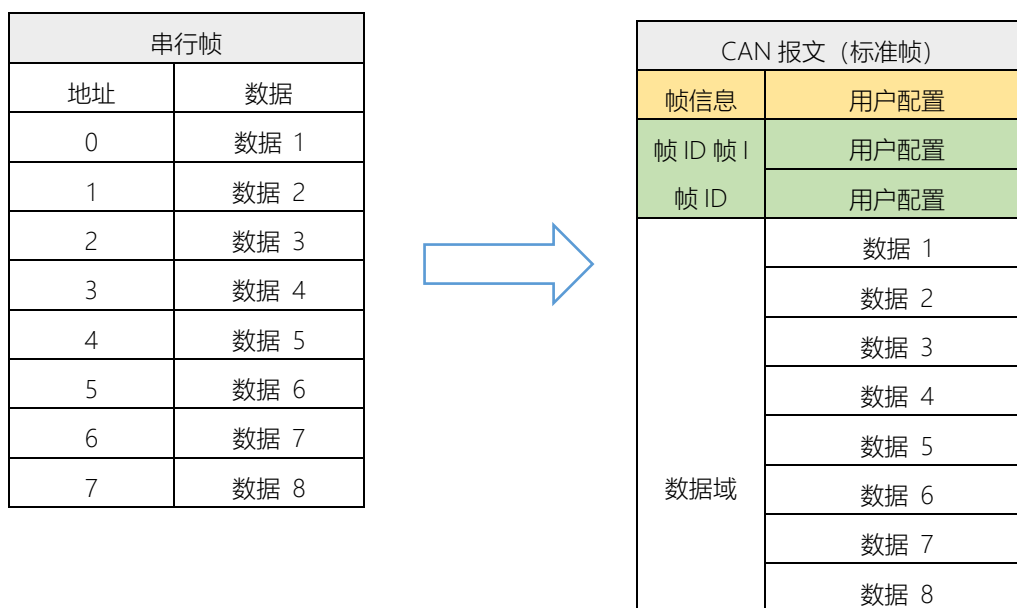 串行帧
地址 数据
0 数据 1
1 数据 2
2 数据 3
3 数据 4
4 数据 5
5 数据 6
6 数据 7
7 数据 8
CAN 报文（标准帧）
帧信息 用户配置
帧 ID 帧 I 用户配置
帧 ID 用户配置
数据域
数据 1
数据 2
数据 3
数据 4
数据 5
数据 6
数据 7
数据 8